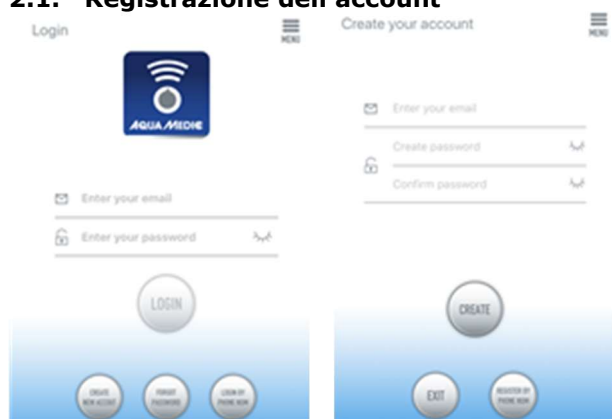 2.1. Registrazione dell'account
Login
MENU
AQUA MEDIC
Enter your email
Enter your password
LOGIN
CREATE
NEW ACCOUT
FORGOT
PASSWORD
LOGIN BY
PHONE NUM
Create your account
MENU
Enter your email
Create password
Confirm password
CREATE
EXIT
REGISTER BY
PHONE NUM